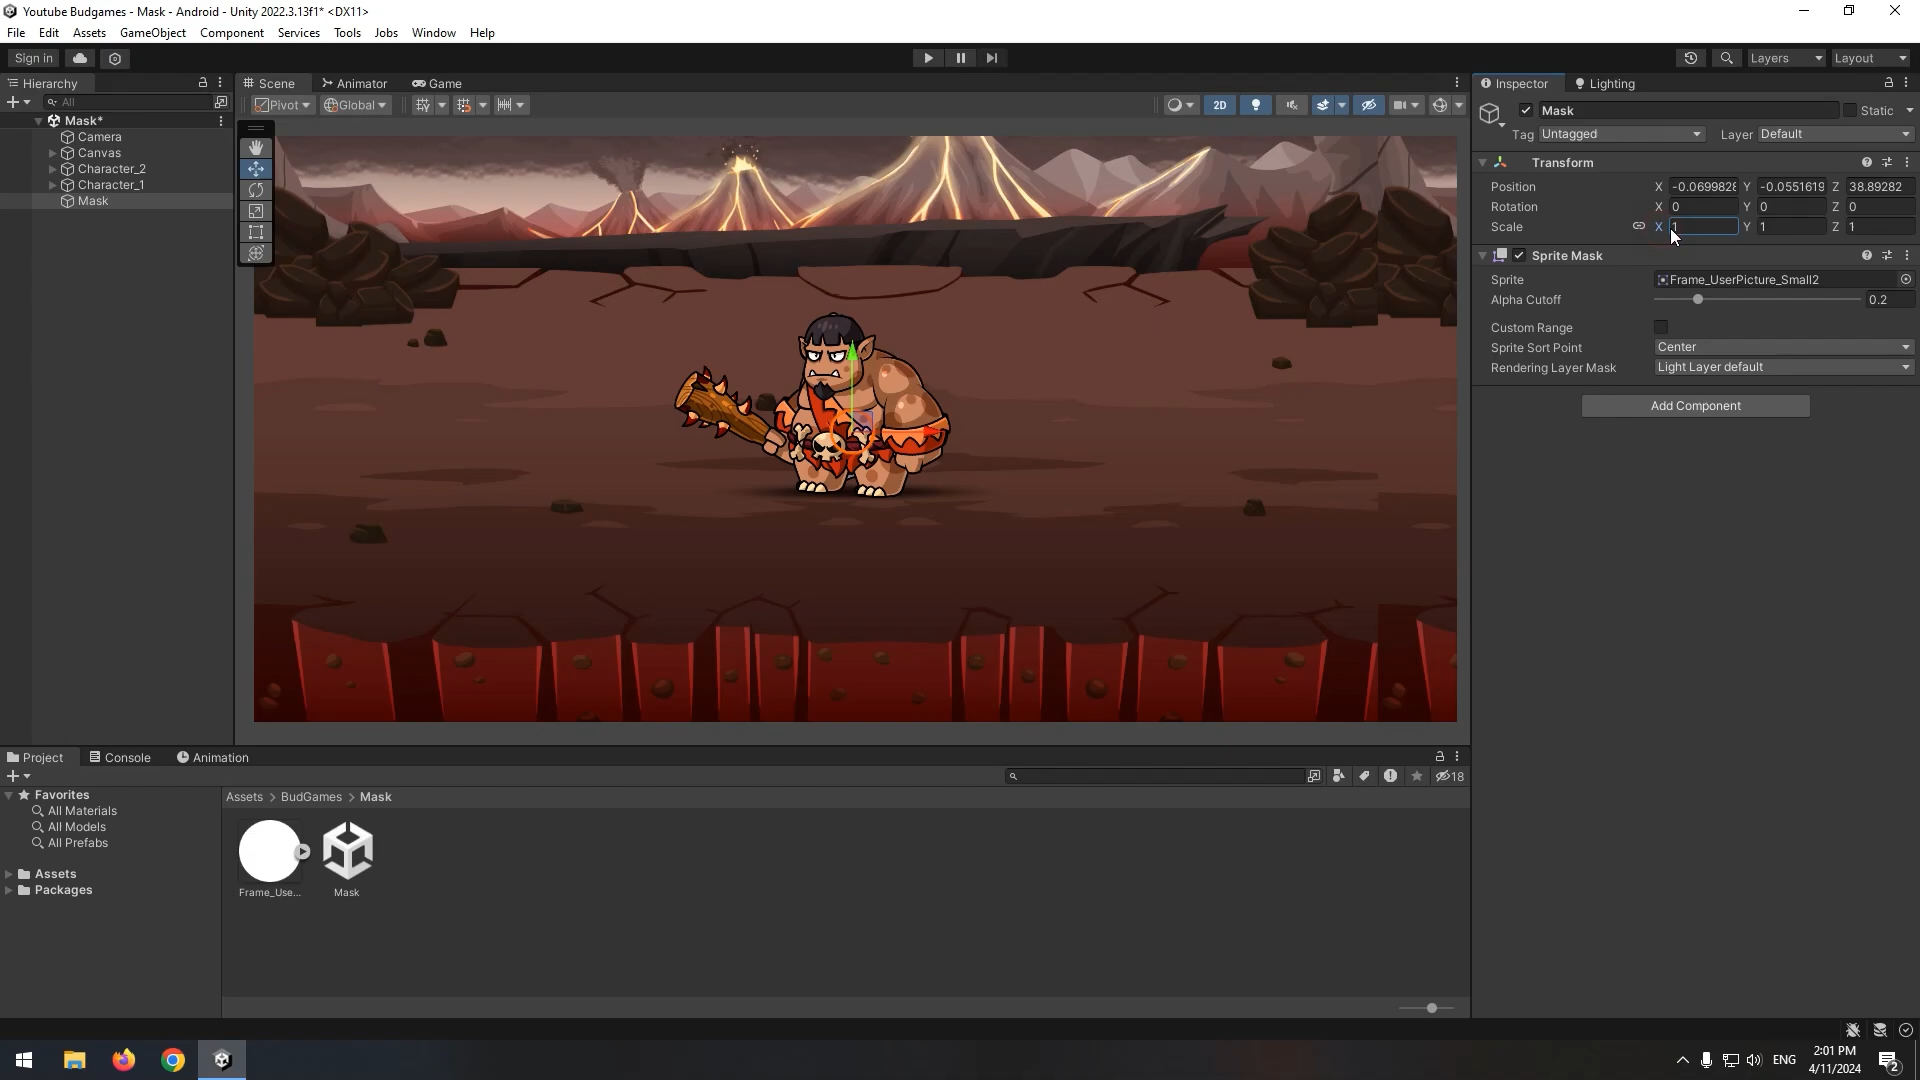 Youtube Budgames - Mask - Android - Unity 2022.3.13f1* <DX11>
File Edit Assets GameObject Component Services Tools Jobs Window Help
Sign in
Layers
Layout
Hierarchy
All
Mask*
Camera
Canvas
Character_2
Character_1
Mask
Scene
Animator
Game
Pivot
Global
2D
Inspector
Lighting
Mask
Static
Tag Untagged
Layer Default
Transform
Position X -0.0699828 Y -0.0551619 Z 38.89282
Rotation X 0 Y 0 Z 0
Scale X 1 Y 1 Z 1
Sprite Mask
Sprite Frame_UserPicture_Small2
Alpha Cutoff 0.2
Custom Range
Sprite Sort Point Center
Rendering Layer Mask Light Layer default
Add Component
Project
Console
Animation
18
Favorites
All Materials
All Models
All Prefabs
Assets
Packages
Assets > BudGames > Mask
Frame_Use...
Mask
ENG
2:01 PM
4/11/2024
2